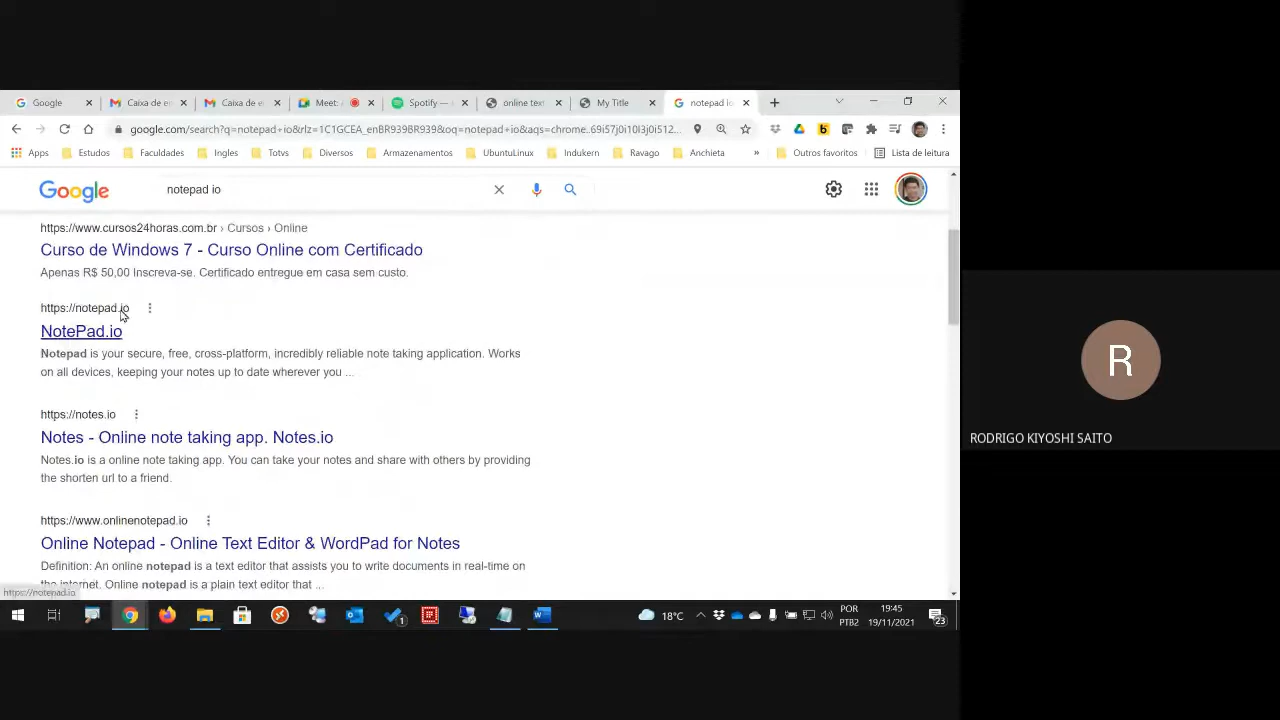 Google
Caixa de e
Caixa de e
Meet:
Spotify —
online text
My Title
notepad io
google.com/search?q=notepad+io&rlz=1C1GCEA_enBR939BR939&oq=notepad+io&aqs=chrome..69i57j0i10l3j0i512...
Apps
Estudos
Faculdades
Ingles
Totvs
Diversos
Armazenamentos
UbuntuLinux
Indukern
Ravago
Anchieta
»
Outros favoritos
Lista de leitura
Google
notepad io
https://www.cursos24horas.com.br › Cursos › Online
Curso de Windows 7 - Curso Online com Certificado
Apenas R$ 50,00 Inscreva-se. Certificado entregue em casa sem custo.
https://notepad.io
NotePad.io
Notepad is your secure, free, cross-platform, incredibly reliable note taking application. Works
on all devices, keeping your notes up to date wherever you ...
https://notes.io
Notes - Online note taking app. Notes.io
Notes.io is a online note taking app. You can take your notes and share with others by providing
the shorten url to a friend.
https://www.onlinenotepad.io
Online Notepad - Online Text Editor & WordPad for Notes
Definition: An online notepad is a text editor that assists you to write documents in real-time on
the internet. Online notepad is a plain text editor that ...
https://notepad.io
1
18°C
POR
PTB2
19:45
19/11/2021
23
R
RODRIGO KIYOSHI SAITO